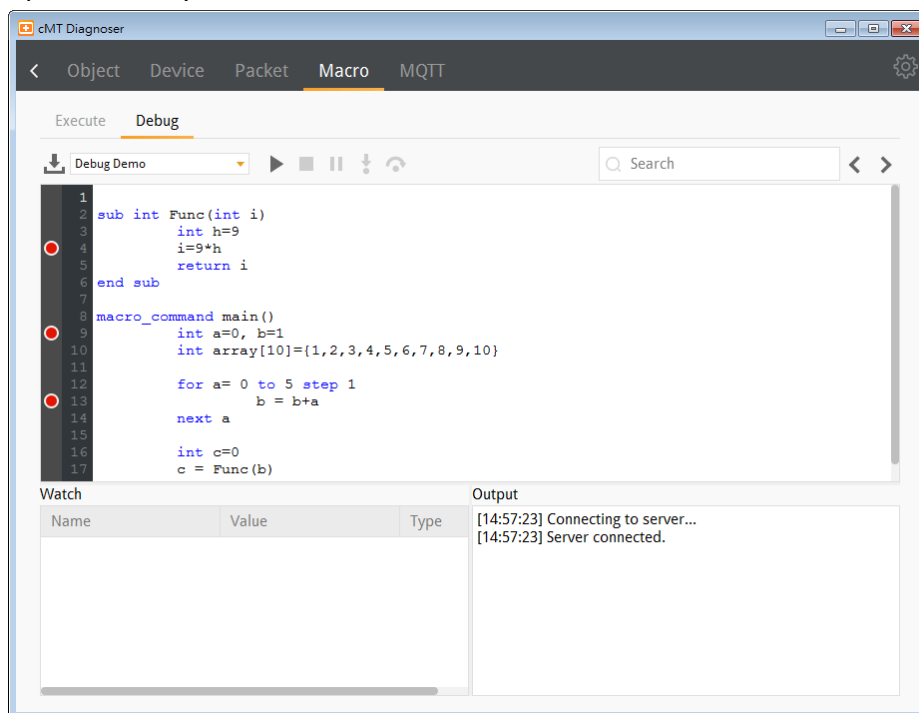 cMT Diagnoser
Object Device Packet Macro MQTT
Execute Debug
Debug Demo Search
1
2 sub int Func(int i)
3 int h=9
4 i=9*h
5 return i
6 end sub
7
8 macro_command main()
9 int a=0, b=1
10 int array[10]={1,2,3,4,5,6,7,8,9,10}
11
12 for a= 0 to 5 step 1
13 b = b+a
14 next a
15
16 int c=0
17 c = Func(b)
Watch
Name Value Type
Output
[14:57:23] Connecting to server...
[14:57:23] Server connected.